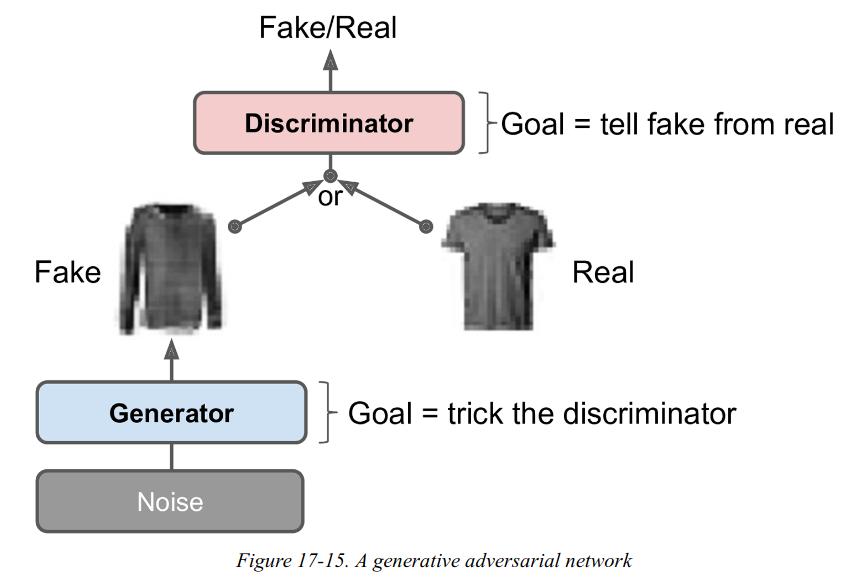 Fake/Real
Discriminator
Goal = tell fake from real
or
Fake
Real
Generator
Goal = trick the discriminator
Noise
Figure 17-15. A generative adversarial network